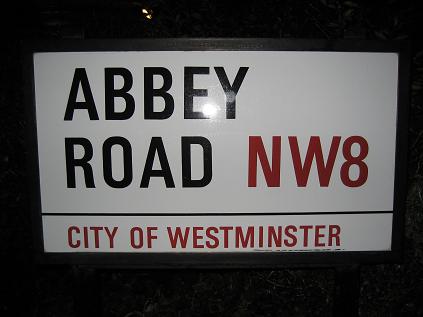 ABBEY
ROAD NW8
CITY OF WESTMINSTER